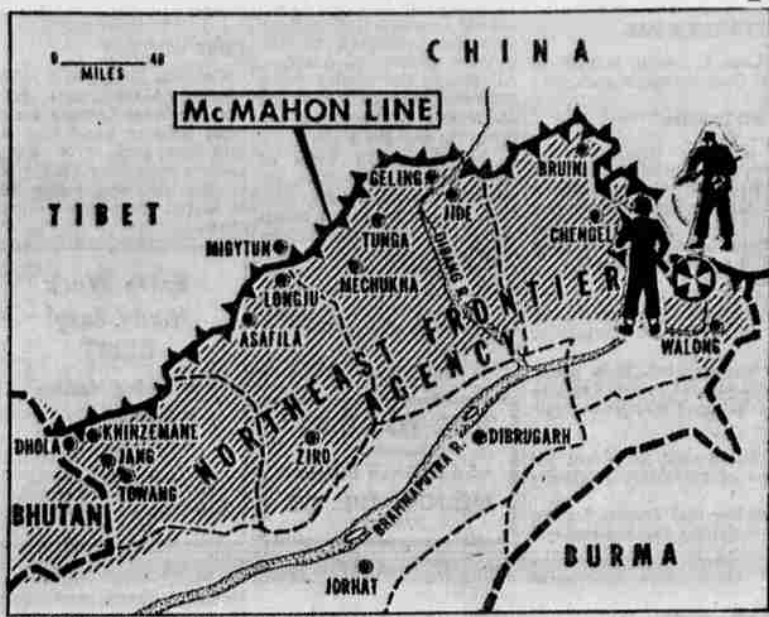 CHINA
0 40
MILES
McMAHON LINE
BRUINI
GELING
JIDE
TIBET
CHENGEL
TUNGA
MIGYTUN
DIHANG R.
MECHUKHA
LONGJU
ASAFILA
NORTHEAST FRONTIER
AGENCY
WALONG
KHINZEMANE
DHOLA
JANG
TOWANG
ZIRO
DIBRUGARH
BRAHMAPUTRA R.
BHUTAN
BURMA
JORHAT